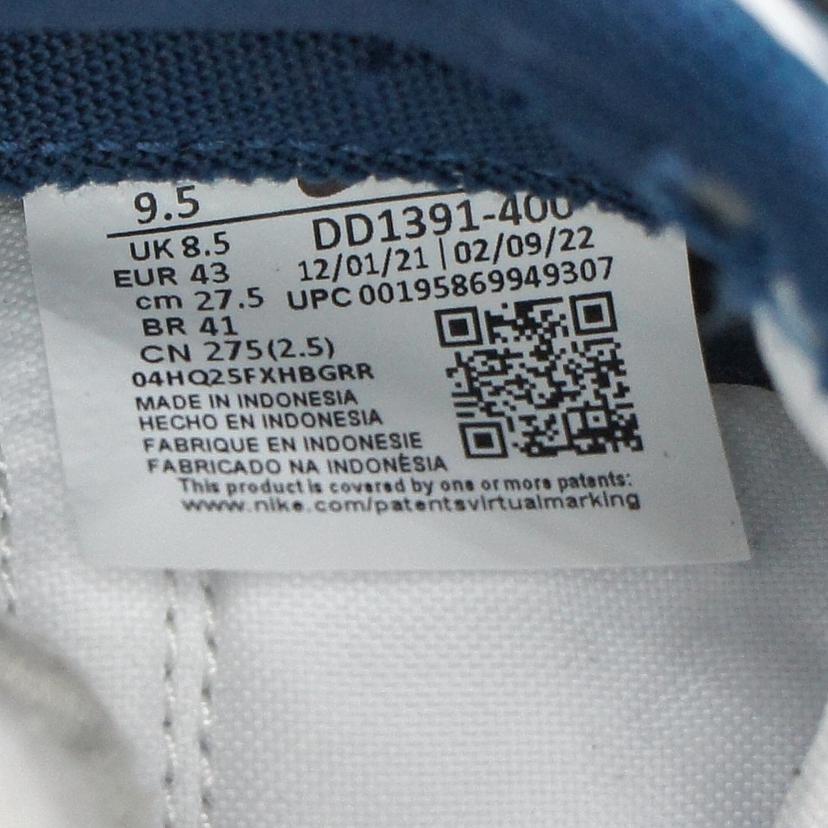 9.5
DD1391-400
UK 8.5
12/01/21 | 02/09/22
EUR 43
UPC 00195869949307
cm 27.5
BR 41
CN 275(2.5)
04HQ25FXHBGRR
MADE IN INDONESIA
HECHO EN INDONESIA
FABRIQUE EN INDONESIE
FABRICADO NA INDONÉSIA
This product is covered by one or more patents:
www.nike.com/patentsvirtualmarking